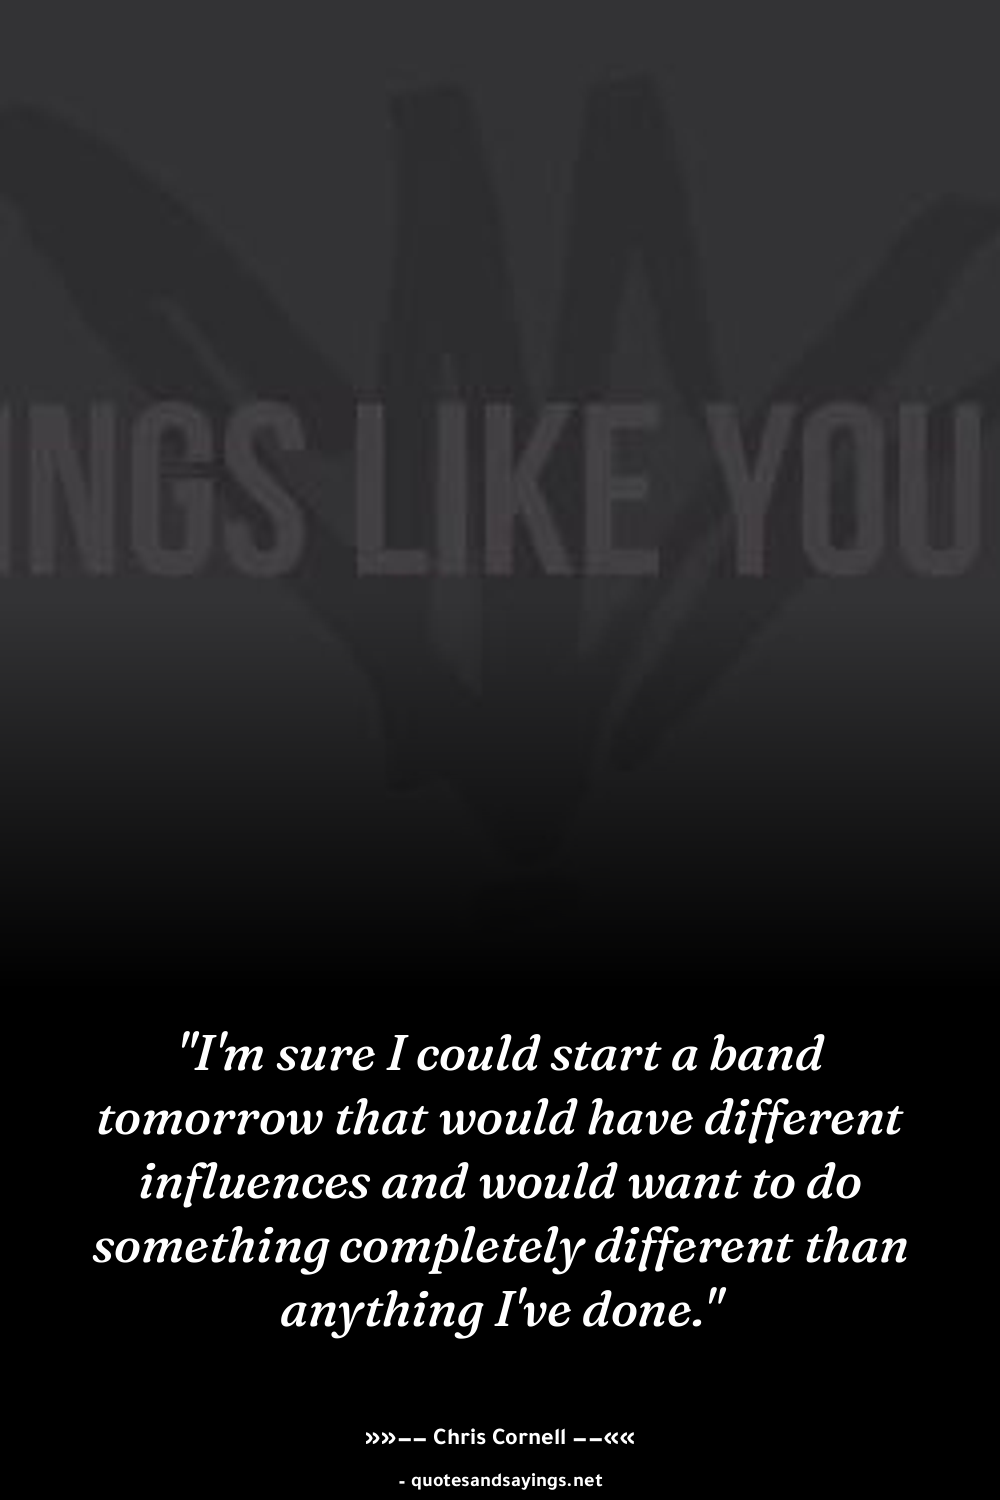 INGS LIKE YOU
"I'm sure I could start a band
tomorrow that would have different
influences and would want to do
something completely different than
anything I've done."
»»−− Chris Cornell −−««
- quotesandsayings.net